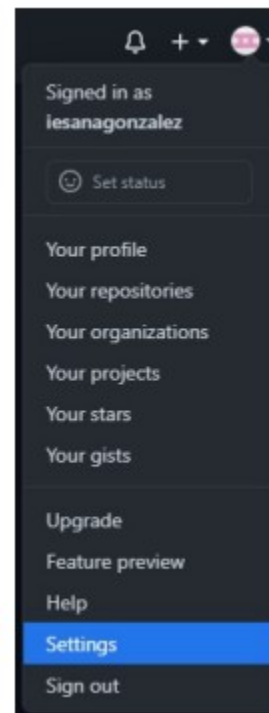 Signed in as
iesanagonzalez
Set status
Your profile
Your repositories
Your organizations
Your projects
Your stars
Your gists
Upgrade
Feature preview
Help
Settings
Sign out